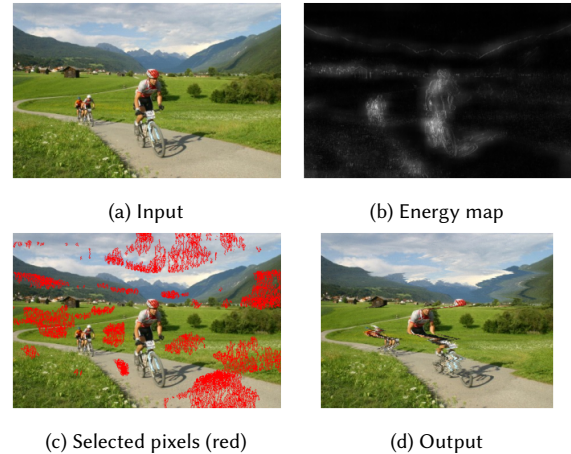 (a) Input
(b) Energy map
(c) Selected pixels (red)
(d) Output